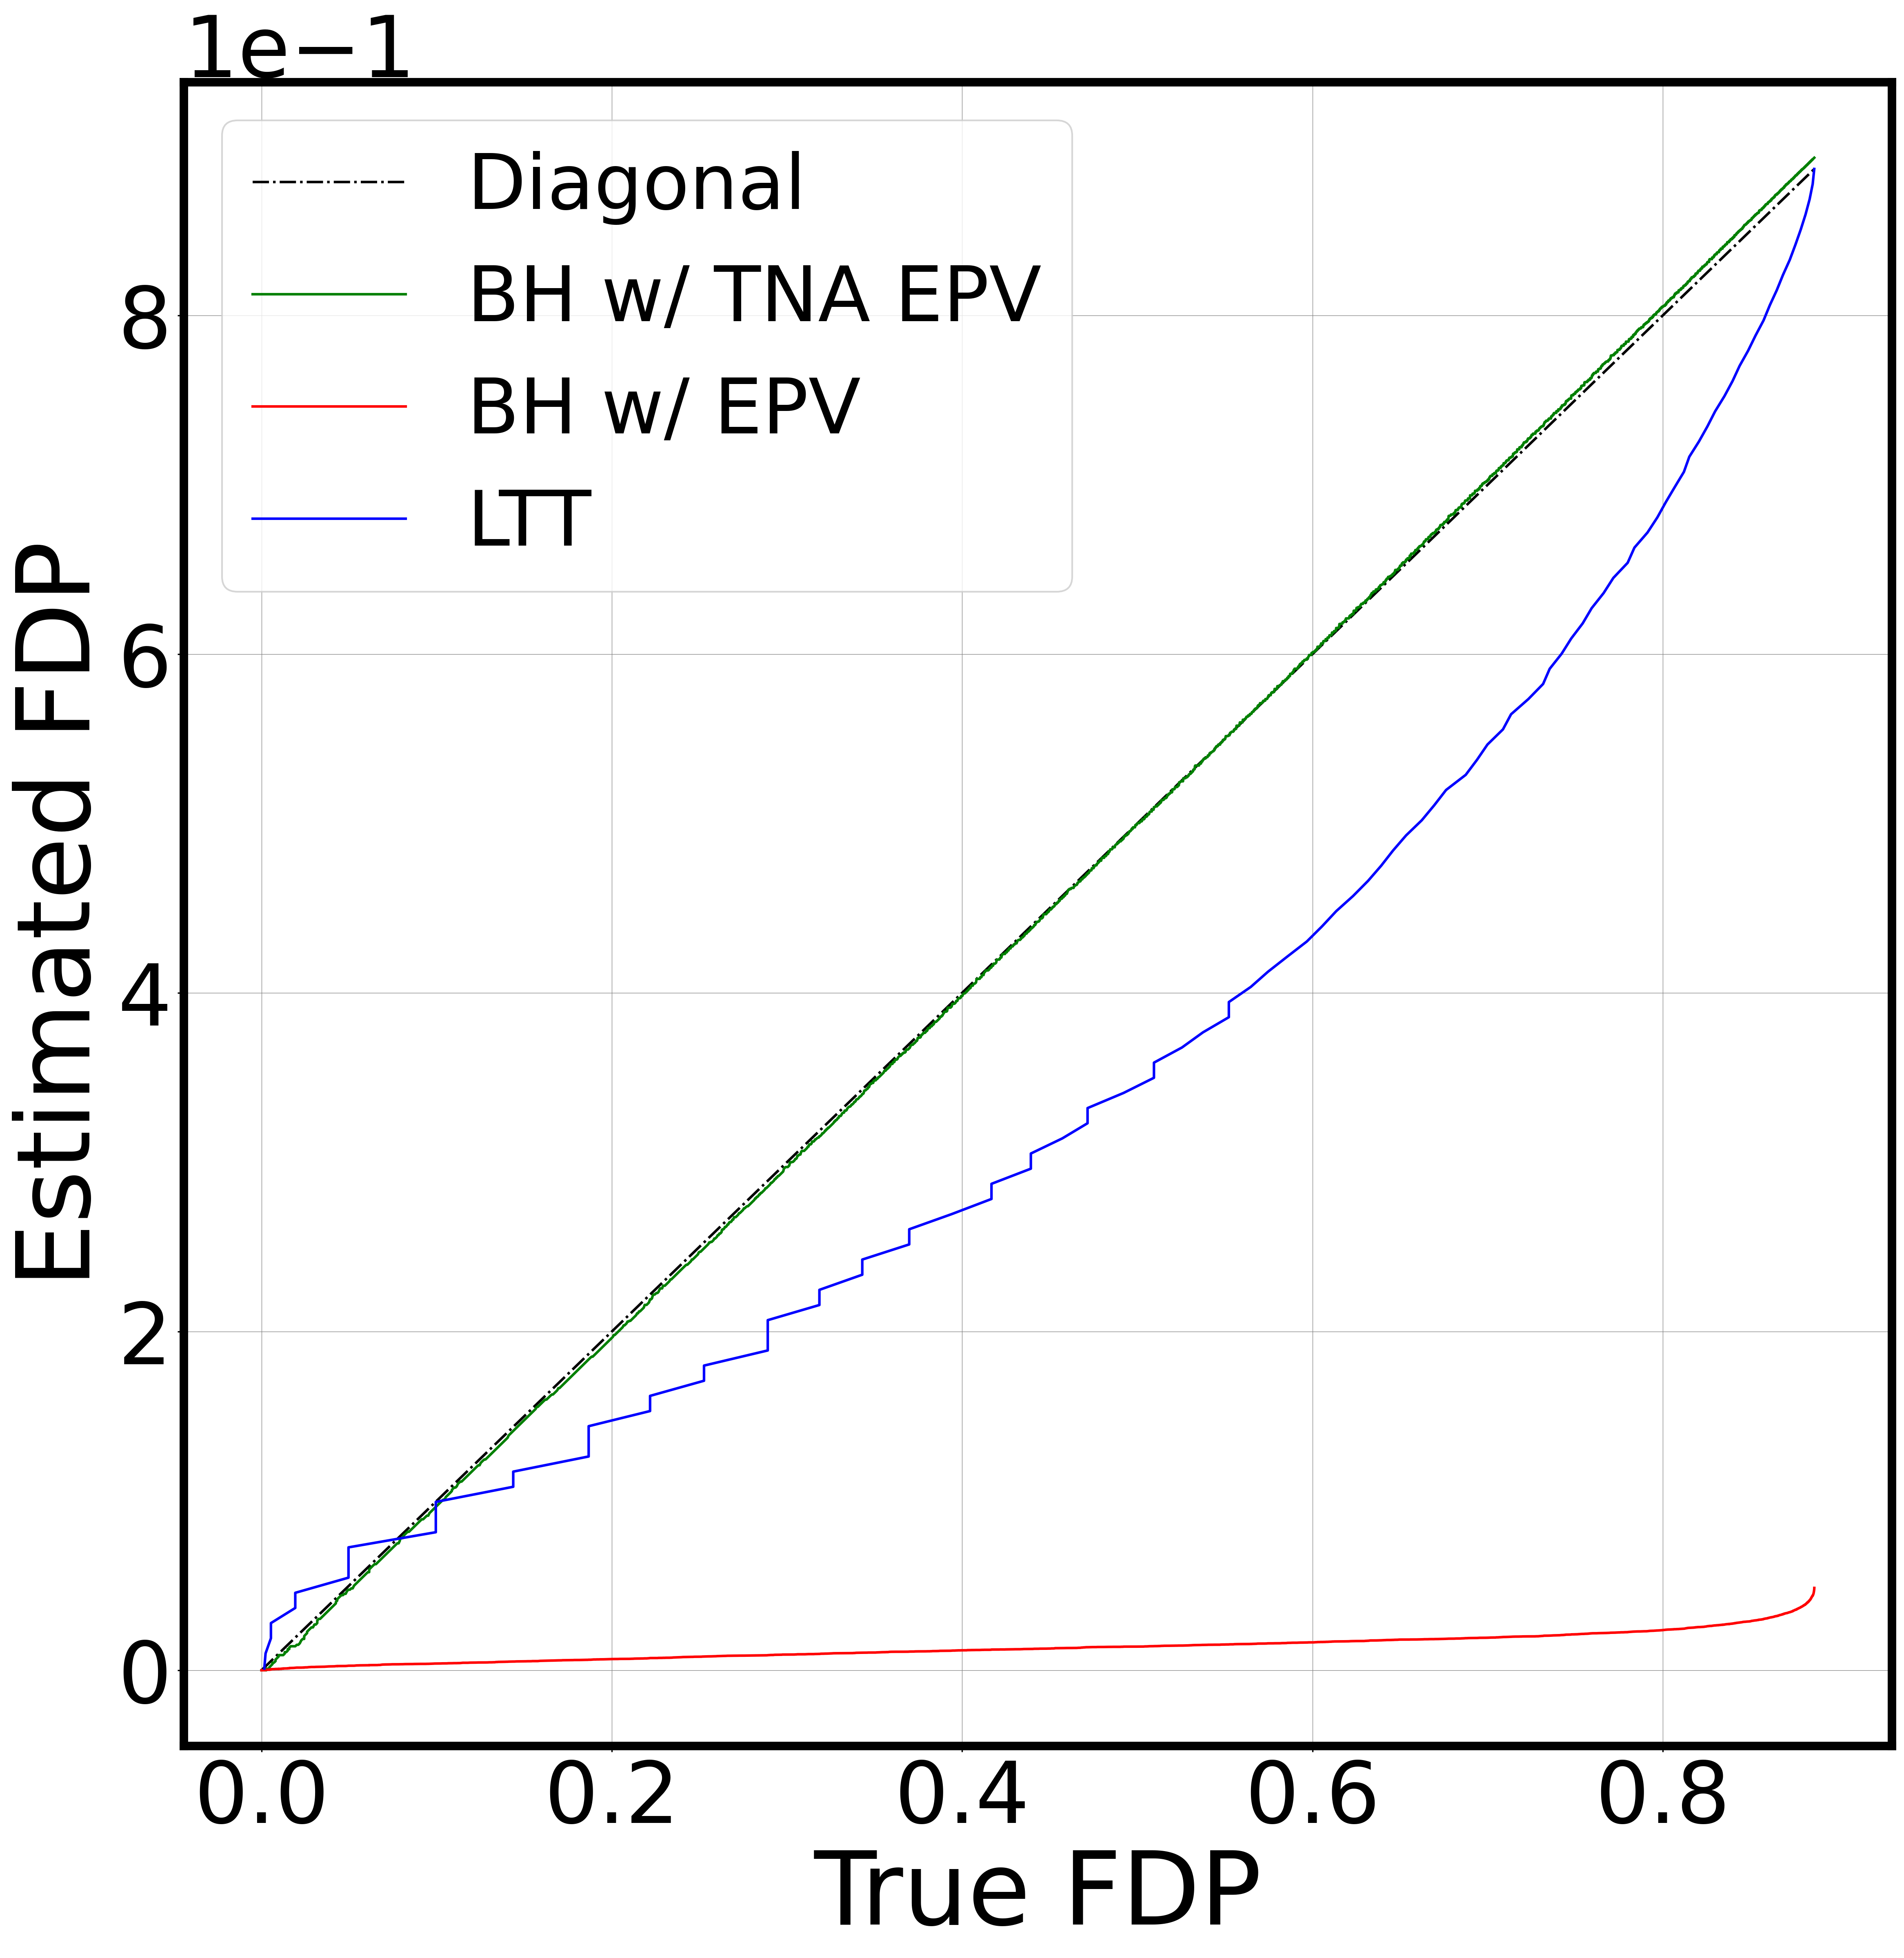 1e−1
Diagonal
BH w/ TNA EPV
BH w/ EPV
LTT
Estimated FDP
8
6
4
2
0
0.0 0.2 0.4 0.6 0.8
True FDP